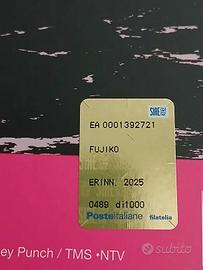 SIAE
EA 0001392721
FUJIKO
ERINN. 2025
0489 di1000
Posteitaliane filatelia
ey Punch / TMS •NTV
subito